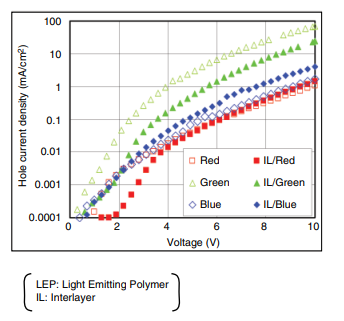 Hole current density (mA/cm²)
100
10
1
0.1
0.01
0.001
0.0001
Red
IL/Red
Green
IL/Green
Blue
IL/Blue
0
2
4
6
8
10
Voltage (V)
LEP: Light Emitting Polymer
IL: Interlayer